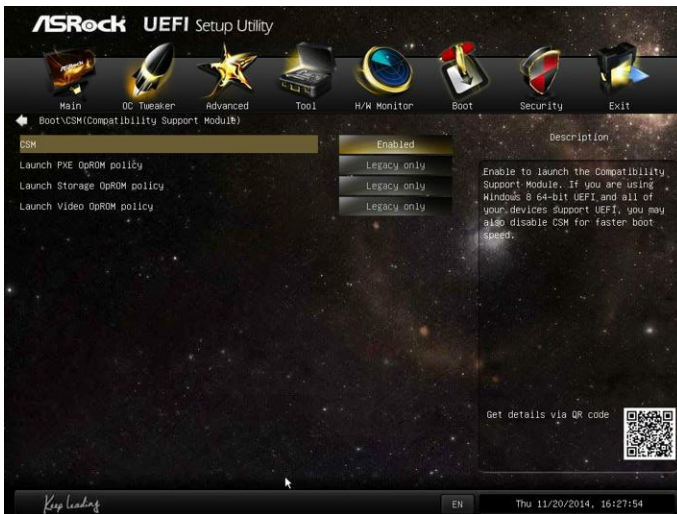 ASRock UEFI Setup Utility
Main OC Tweaker Advanced Tool H/W Monitor Boot Security Exit
Boot\CSM(Compatibility Support Module)
CSM Enabled
Launch PXE OpROM policy Legacy only
Launch Storage OpROM policy Legacy only
Launch Video OpROM policy Legacy only
Description
Enable to launch the Compatibility
Support Module. If you are using
Windows 8 64-bit UEFI and all of
your devices support UEFI, you may
also disable CSM for faster boot
speed.
Get details via QR code
Keep Leading
EN Thu 11/20/2014, 16:27:54